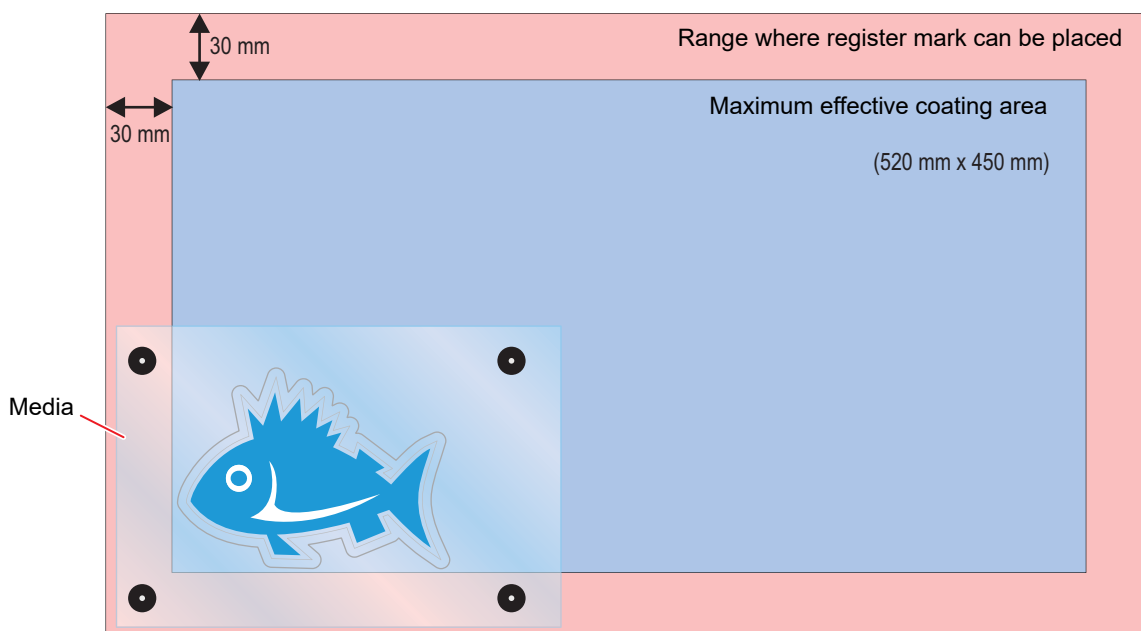 30 mm
Range where register mark can be placed
Maximum effective coating area
30 mm
(520 mm x 450 mm)
Media